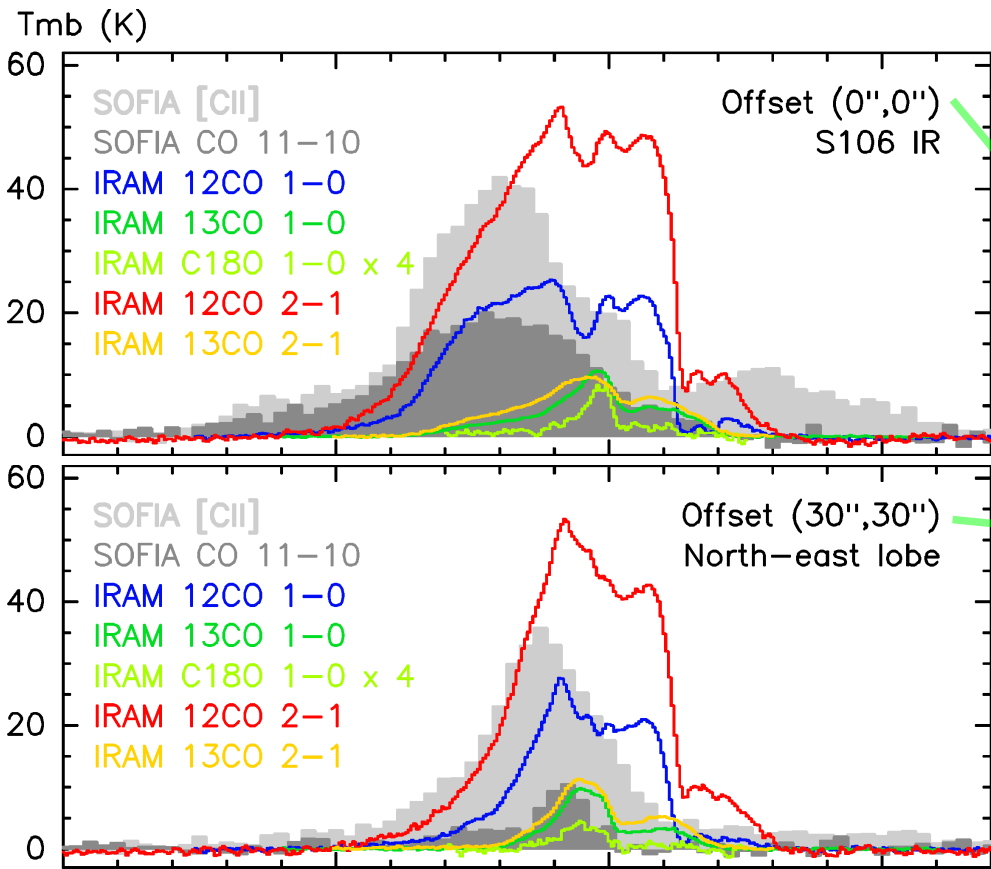 Tmb (K)
60
SOFIA [CII]
Offset (0",0")
SOFIA CO 11-10
S106 IR
IRAM 12CO 1-0
40
IRAM 13CO 1-0
IRAM C18O 1-0 x 4
IRAM 12CO 2-1
20
IRAM 13CO 2-1
0
60
SOFIA [CII]
Offset (30",30")
SOFIA CO 11-10
North-east lobe
IRAM 12CO 1-0
40
IRAM 13CO 1-0
IRAM C18O 1-0 x 4
IRAM 12CO 2-1
20
IRAM 13CO 2-1
0